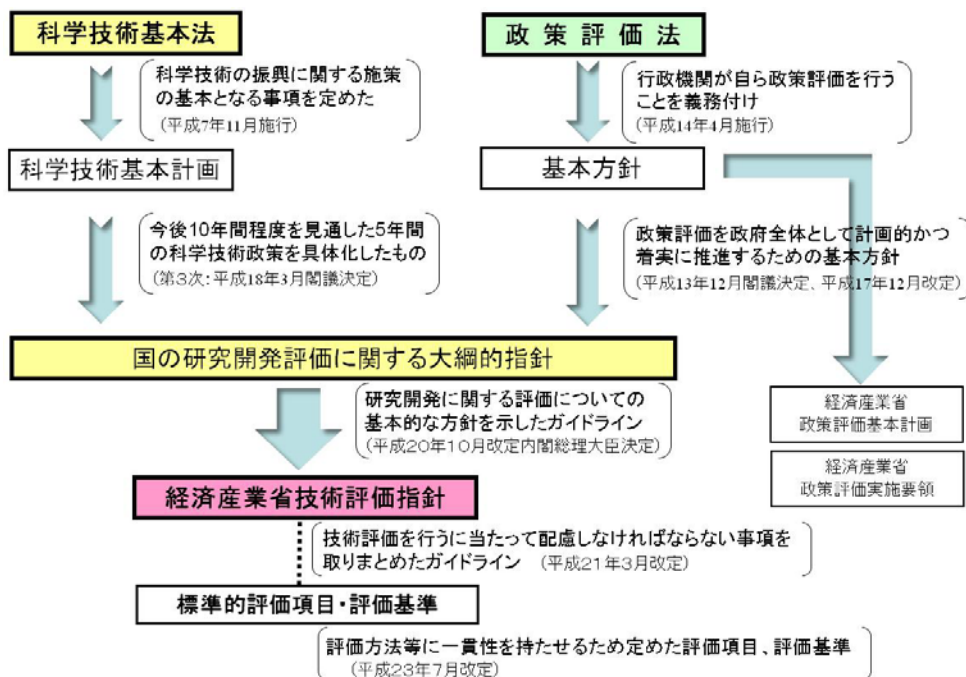 科学技術基本法
政策評価法
科学技術の振興に関する施策
の基本となる事項を定めた
(平成7年11月施行)
行政機関が自ら政策評価を行う
ことを義務付け
(平成14年4月施行)
科学技術基本計画
基本方針
今後10年間程度を見通した5年間
の科学技術政策を具体化したもの
(第3次:平成18年3月閣議決定)
政策評価を政府全体として計画的かつ
着実に推進するための基本方針
(平成13年12月閣議決定、平成17年12月改定)
国の研究開発評価に関する大綱的指針
研究開発に関する評価についての
基本的な方針を示したガイドライン
(平成20年10月改定内閣総理大臣決定)
経済産業省
政策評価基本計画
経済産業省
政策評価実施要領
経済産業省技術評価指針
技術評価を行うに当たって配慮しなければならない事項を
取りまとめたガイドライン (平成21年3月改定)
標準的評価項目・評価基準
評価方法等に一貫性を持たせるため定めた評価項目、評価基準
(平成23年7月改定)